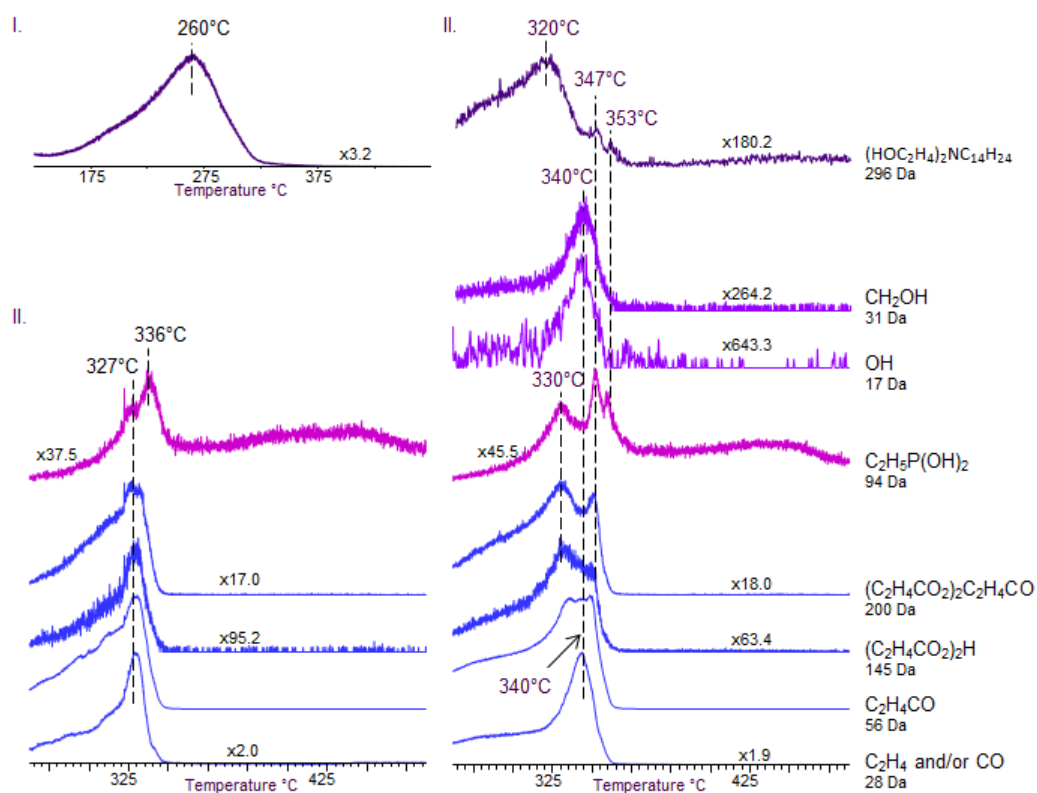 I.
260°C
x3.2
175
275
375
Temperature °C
II.
336°C
327°C
x37.5
x17.0
x95.2
x2.0
325
425
Temperature °C
II.
320°C
347°C
353°C
x180.2
(HOC₂H₄)₂NC₁₄H₂₄
296 Da
340°C
x264.2
CH₂OH
31 Da
x643.3
OH
17 Da
330°C
x45.5
C₂H₅P(OH)₂
94 Da
x18.0
(C₂H₄CO₂)₂C₂H₄CO
200 Da
x63.4
(C₂H₄CO₂)₂H
145 Da
340°C
C₂H₄CO
56 Da
x1.9
C₂H₄ and/or CO
28 Da
325
425
Temperature °C